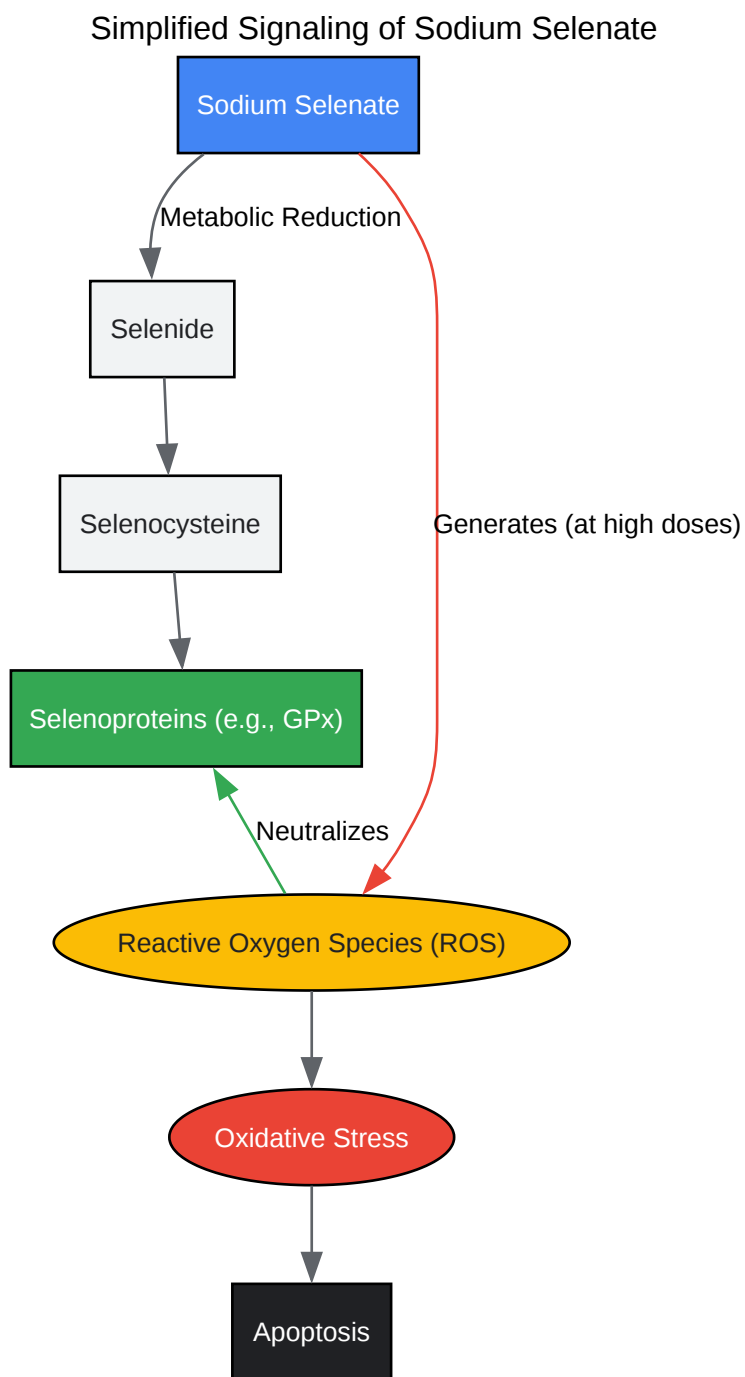 Simplified Signaling of Sodium Selenate
Sodium Selenate
Metabolic Reduction
Selenide
Selenocysteine
Generates (at high doses)
Selenoproteins (e.g., GPx)
Neutralizes
Reactive Oxygen Species (ROS)
Oxidative Stress
Apoptosis